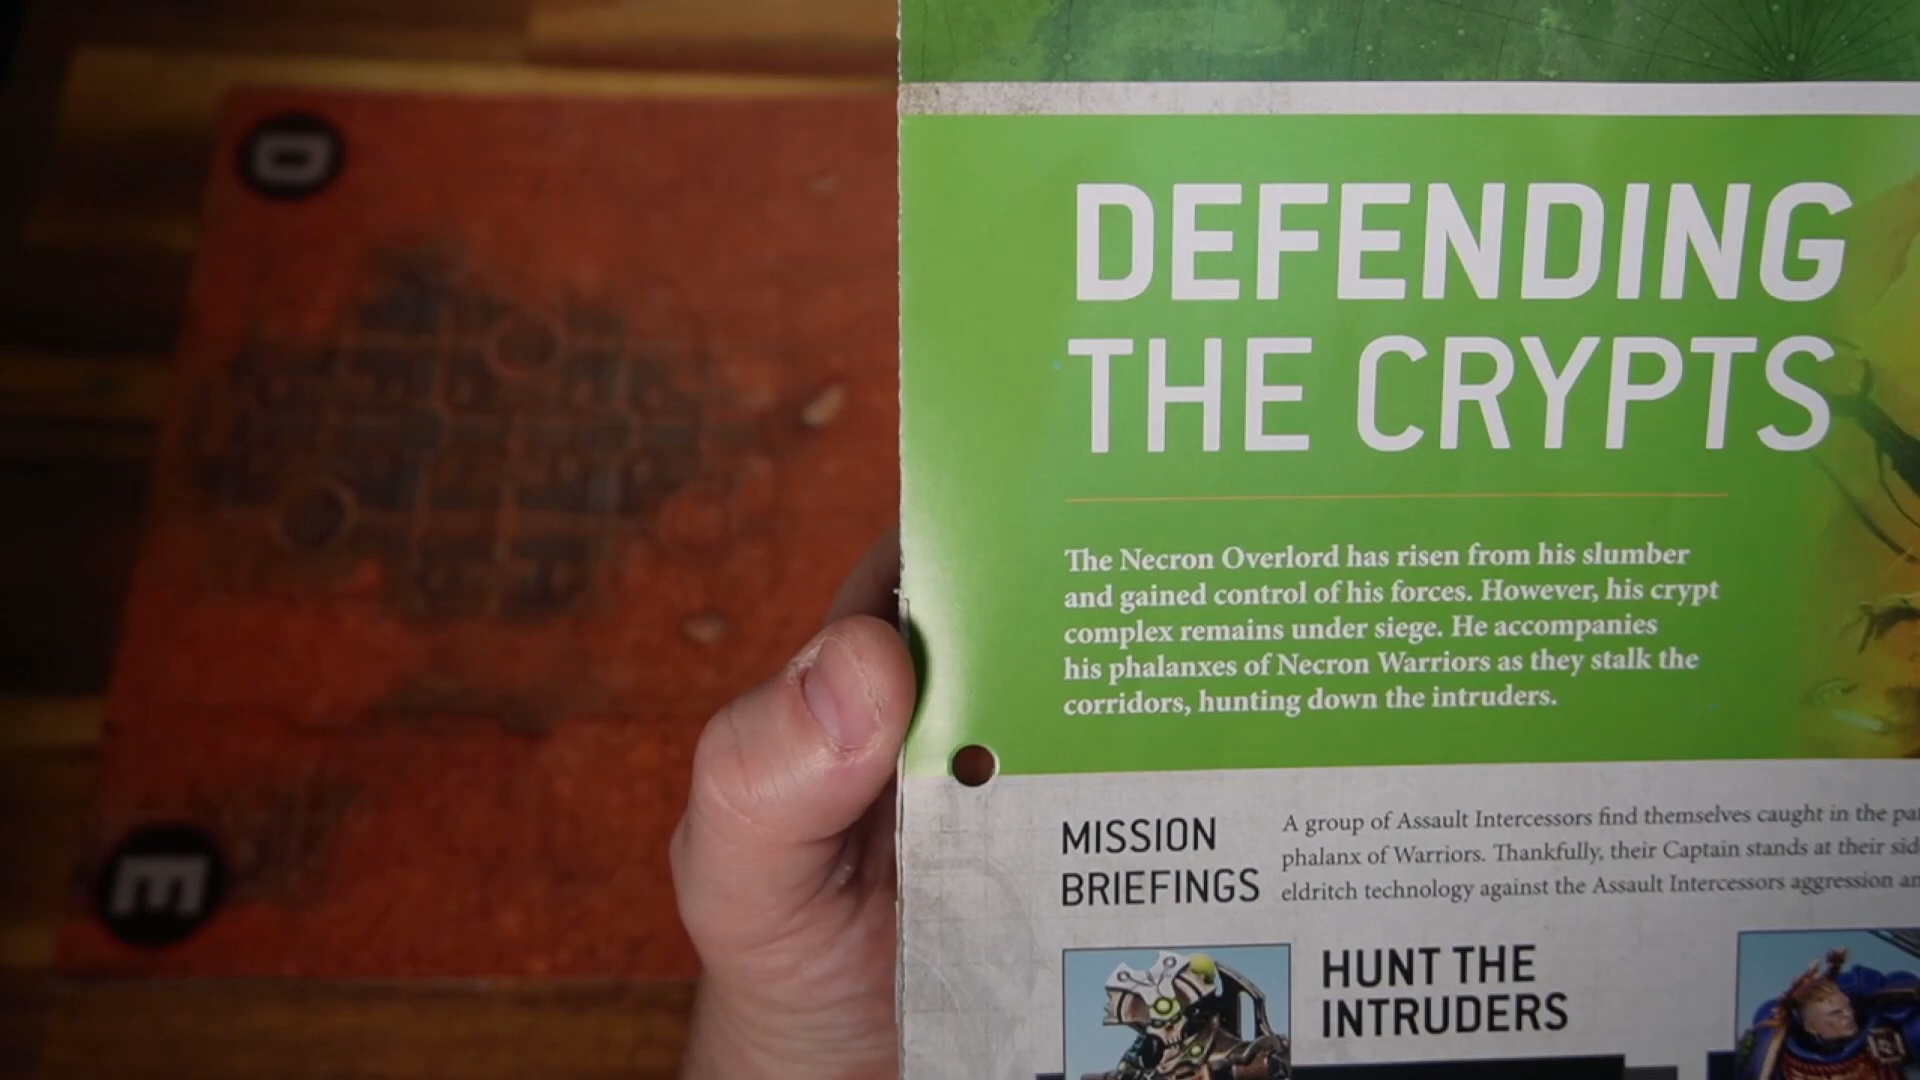 D
DEFENDING
THE CRYPTS
The Necron Overlord has risen from his slumber
and gained control of his forces. However, his crypt
complex remains under siege. He accompanies
his phalanxes of Necron Warriors as they stalk the
corridors, hunting down the intruders.
E
MISSION
BRIEFINGS
A group of Assault Intercessors find themselves caught in the
phalanx of Warriors. Thankfully, their Captain stands at their
eldritch technology against the Assault Intercessors aggression
HUNT THE
INTRUDERS